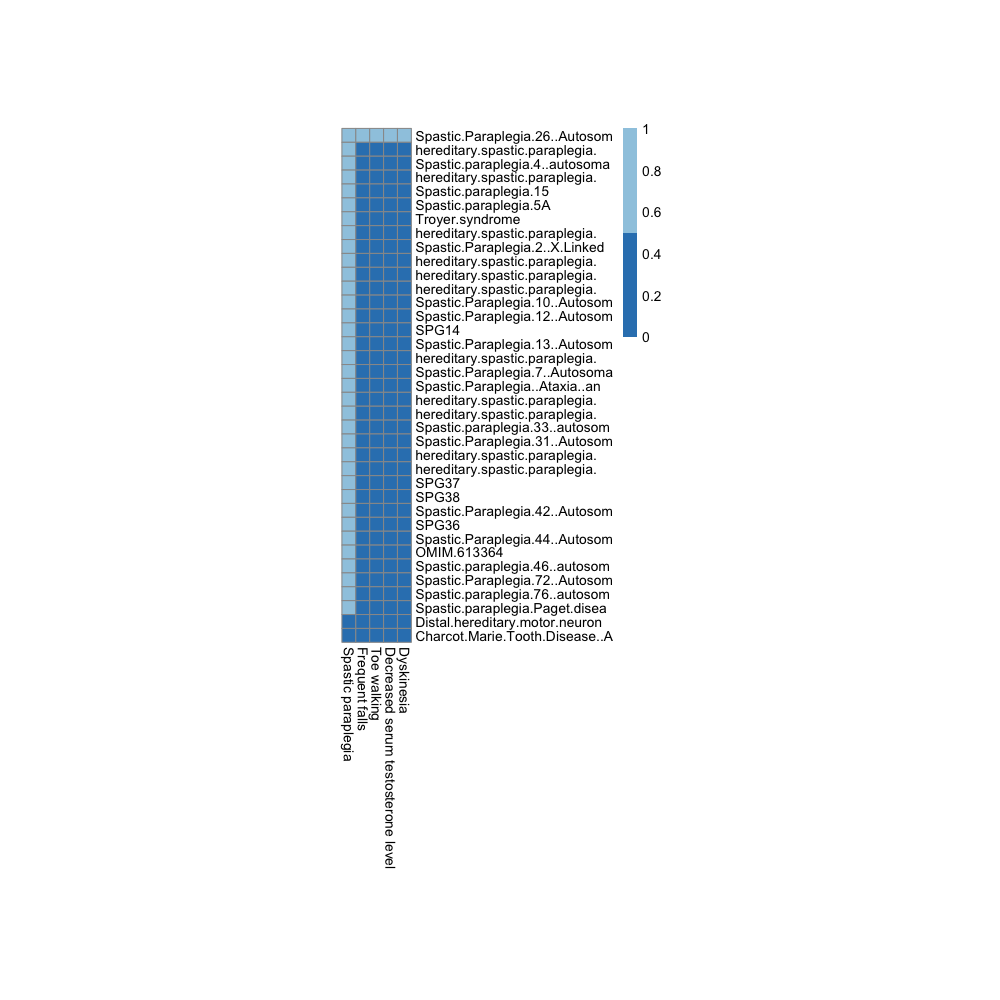 Spastic.Paraplegia.26..Autosom
hereditary.spastic.paraplegia.
Spastic.paraplegia.4..autosoma
hereditary.spastic.paraplegia.
Spastic.paraplegia.15
Spastic.paraplegia.5A
Troyer.syndrome
hereditary.spastic.paraplegia.
Spastic.Paraplegia.2..X.Linked
hereditary.spastic.paraplegia.
hereditary.spastic.paraplegia.
hereditary.spastic.paraplegia.
Spastic.Paraplegia.10..Autosom
Spastic.Paraplegia.12..Autosom
SPG14
Spastic.Paraplegia.13..Autosom
hereditary.spastic.paraplegia.
Spastic.Paraplegia.7..Autosoma
Spastic.Paraplegia..Ataxia..an
hereditary.spastic.paraplegia.
hereditary.spastic.paraplegia.
Spastic.paraplegia.33..autosom
Spastic.Paraplegia.31..Autosom
hereditary.spastic.paraplegia.
hereditary.spastic.paraplegia.
SPG37
SPG38
Spastic.Paraplegia.42..Autosom
SPG36
Spastic.Paraplegia.44..Autosom
OMIM.613364
Spastic.paraplegia.46..autosom
Spastic.Paraplegia.72..Autosom
Spastic.paraplegia.76..autosom
Spastic.paraplegia.Paget.disea
Distal.hereditary.motor.neuron
Charcot.Marie.Tooth.Disease..A
1
0.8
0.6
0.4
0.2
0
Spastic paraplegia
Frequent falls
Toe walking
Decreased serum testosterone level
Dyskinesia